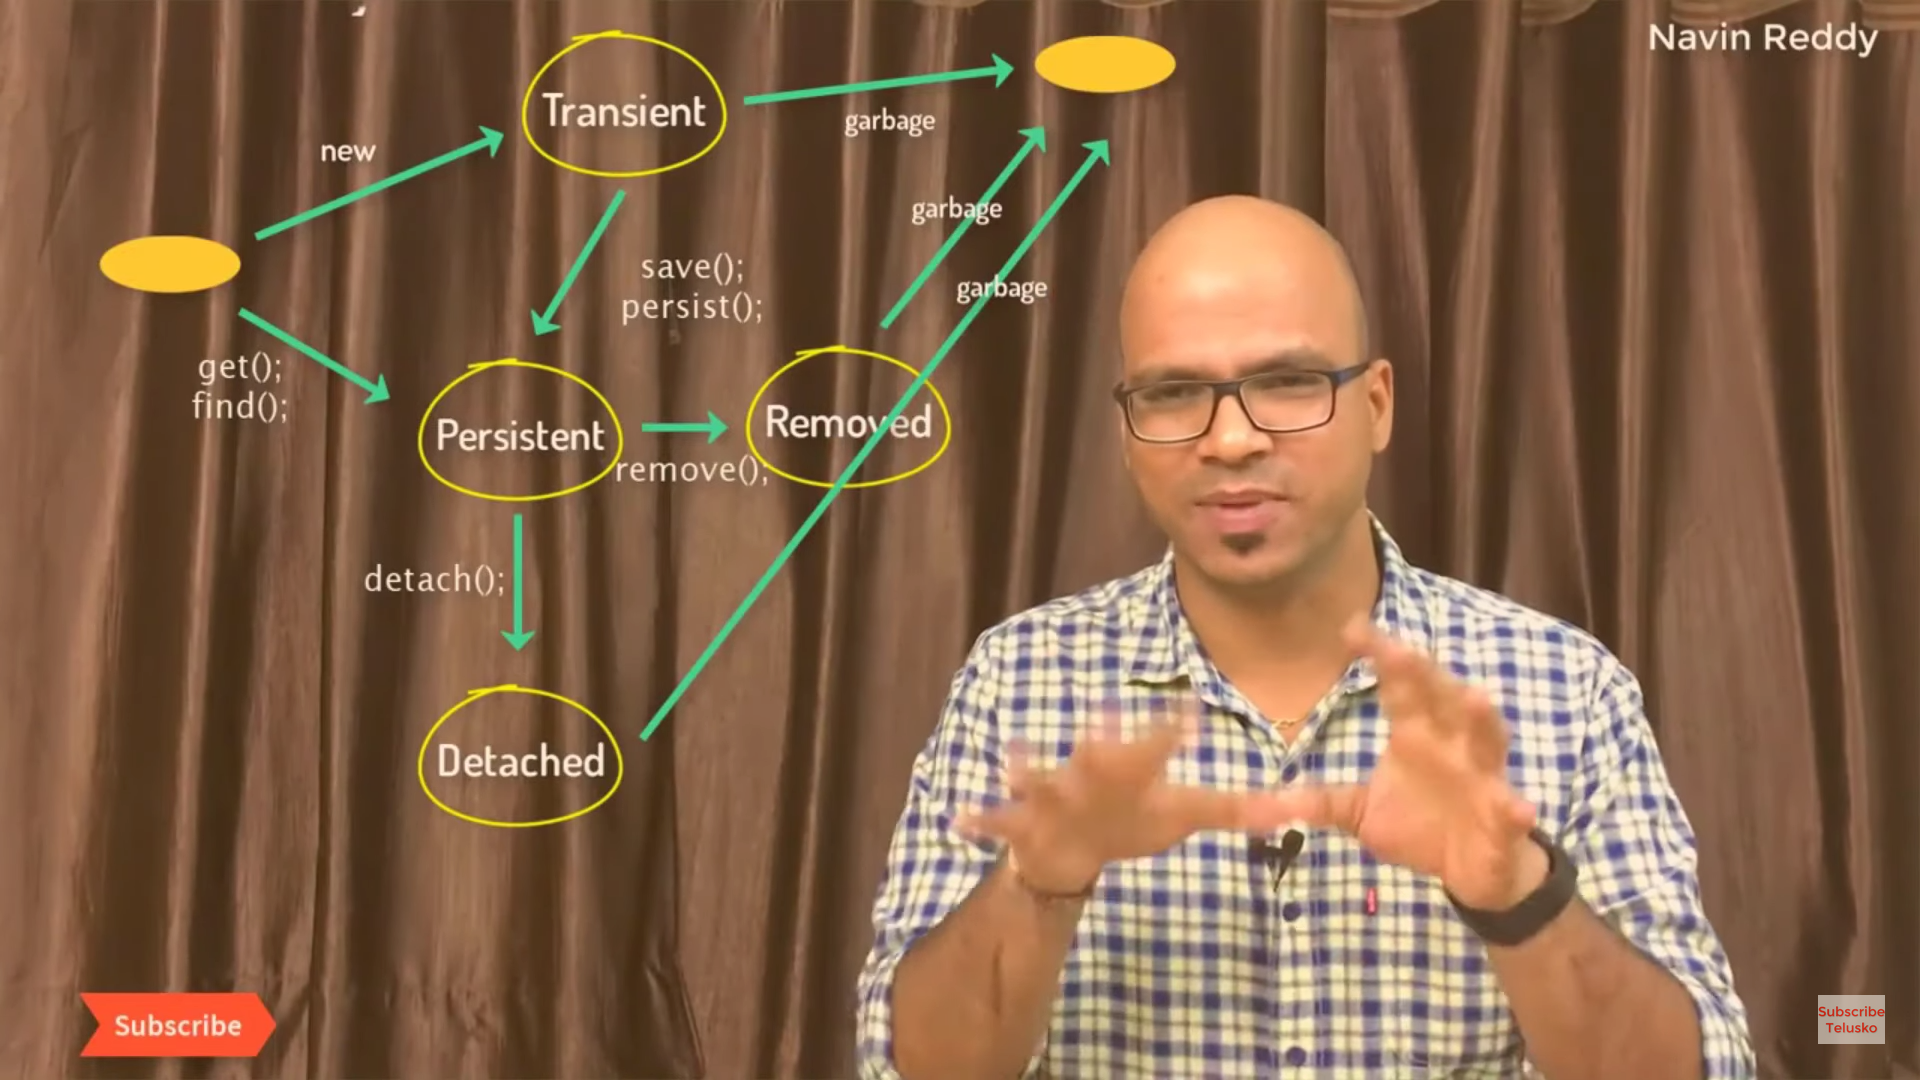 Navin Reddy
Transient
new
garbage
garbage
save();
persist();
garbage
get();
find();
Persistent
Removed
remove();
detach();
Detached
Subscribe
Subscribe
Telusko